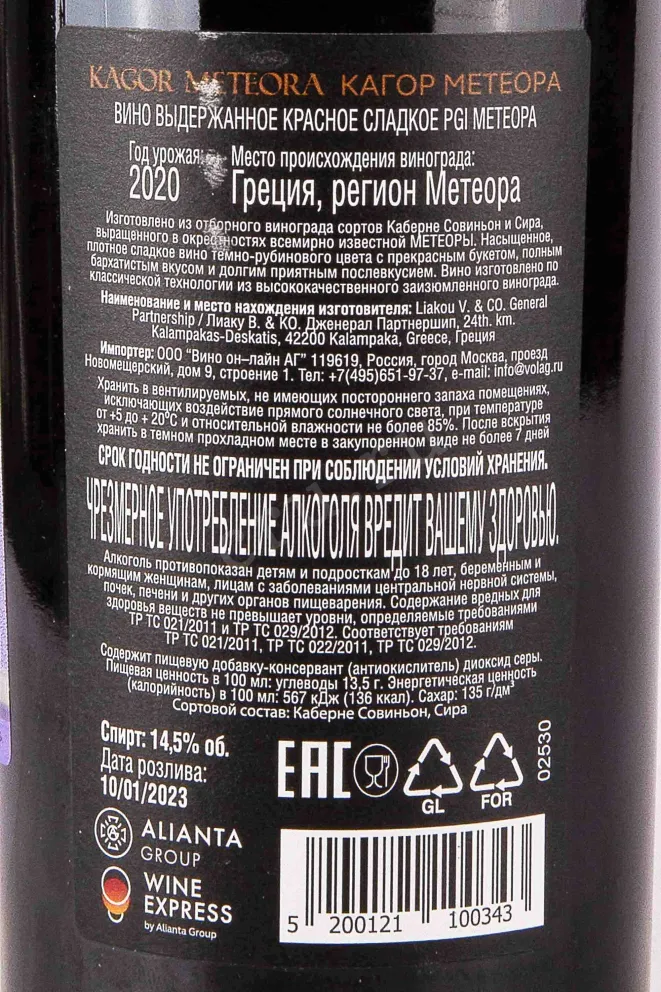 KAGOR METEORA КАГОР МЕТЕОРА
ВИНО ВЫДЕРЖАННОЕ КРАСНОЕ СЛАДКОЕ PGI МЕТЕОРА
Год урожая: Место происхождения винограда:
2020 Греция, регион Метеора
Изготовлено из отборного винограда сортов Каберне Совиньон и Сира,
выращенного в окрестностях всемирно известной МЕТЕОРЫ. Насыщенное,
плотное сладкое вино темно-рубинового цвета с прекрасным букетом, полным
бархатистым вкусом и долгим приятным послевкусием. Вино изготовлено по
классической технологии из высококачественного заизюмленного винограда.
Наименование и место нахождения изготовителя: Liakou V. & CO. General
Partnership / Лиаку В. & КО. Дженерал Партнершип, 24th. km.
Kalampakas-Deskatis, 42200 Kalampaka, Greece, Греция
Импортер: ООО "Вино он–лайн АГ" 119619, Россия, город Москва, проезд
Новомещерский, дом 9, строение 1. Тел: +7(495)651-97-37, e-mail: info@volag.ru
Хранить в вентилируемых, не имеющих постороннего запаха помещениях,
исключающих воздействие прямого солнечного света, при температуре
от +5 до + 20°С и относительной влажности не более 85%. После вскрытия
хранить в темном прохладном месте в закупоренном виде не более 7 дней
СРОК ГОДНОСТИ НЕ ОГРАНИЧЕН ПРИ СОБЛЮДЕНИИ УСЛОВИЙ ХРАНЕНИЯ.
ЧРЕЗМЕРНОЕ УПОТРЕБЛЕНИЕ АЛКОГОЛЯ ВРЕДИТ ВАШЕМУ ЗДОРОВЬЮ.
Алкоголь противопоказан детям и подросткам до 18 лет, беременным и
кормящим женщинам, лицам с заболеваниями центральной нервной системы,
почек, печени и других органов пищеварения. Содержание вредных для
здоровья веществ не превышает уровни, определяемые требованиями
ТР ТС 021/2011 и ТР ТС 029/2012. Соответствует требованиям
ТР ТС 021/2011, ТР ТС 022/2011, ТР ТС 029/2012.
Содержит пищевую добавку-консервант (антиокислитель) диоксид серы.
Пищевая ценность в 100 мл: углеводы 13,5 г. Энергетическая ценность
(калорийность) в 100 мл: 567 кДж (136 ккал). Сахар: 135 г/дм³
Сортовой состав: Каберне Совиньон, Сира
Спирт: 14,5% об.
Дата розлива:
10/01/2023
EAC
GL
FOR
02530
ALIANTA
GROUP
WINE
EXPRESS
by Alianta Group
5 200121 100343